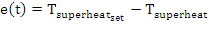 e(t) = T_superheat_set − T_superheat